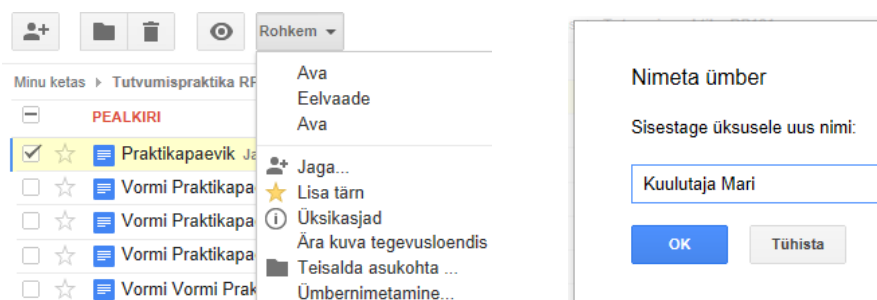 Rohkem
Minu ketas Tutvumispraktika RP
PEALKIRI
Praktikapaevik Ja
Vormi Praktikapa
Vormi Praktikapa
Vormi Praktikapa
Vormi Vormi Prak
Ava
Eelvaade
Ava
Jaga...
Lisa tärn
Üksikasjad
Ära kuva tegevusloendis
Teisalda asukohta ...
Ümbernimetamine...
Nimeta ümber
Sisestage üksusele uus nimi:
Kuulutaja Mari
OK
Tühista